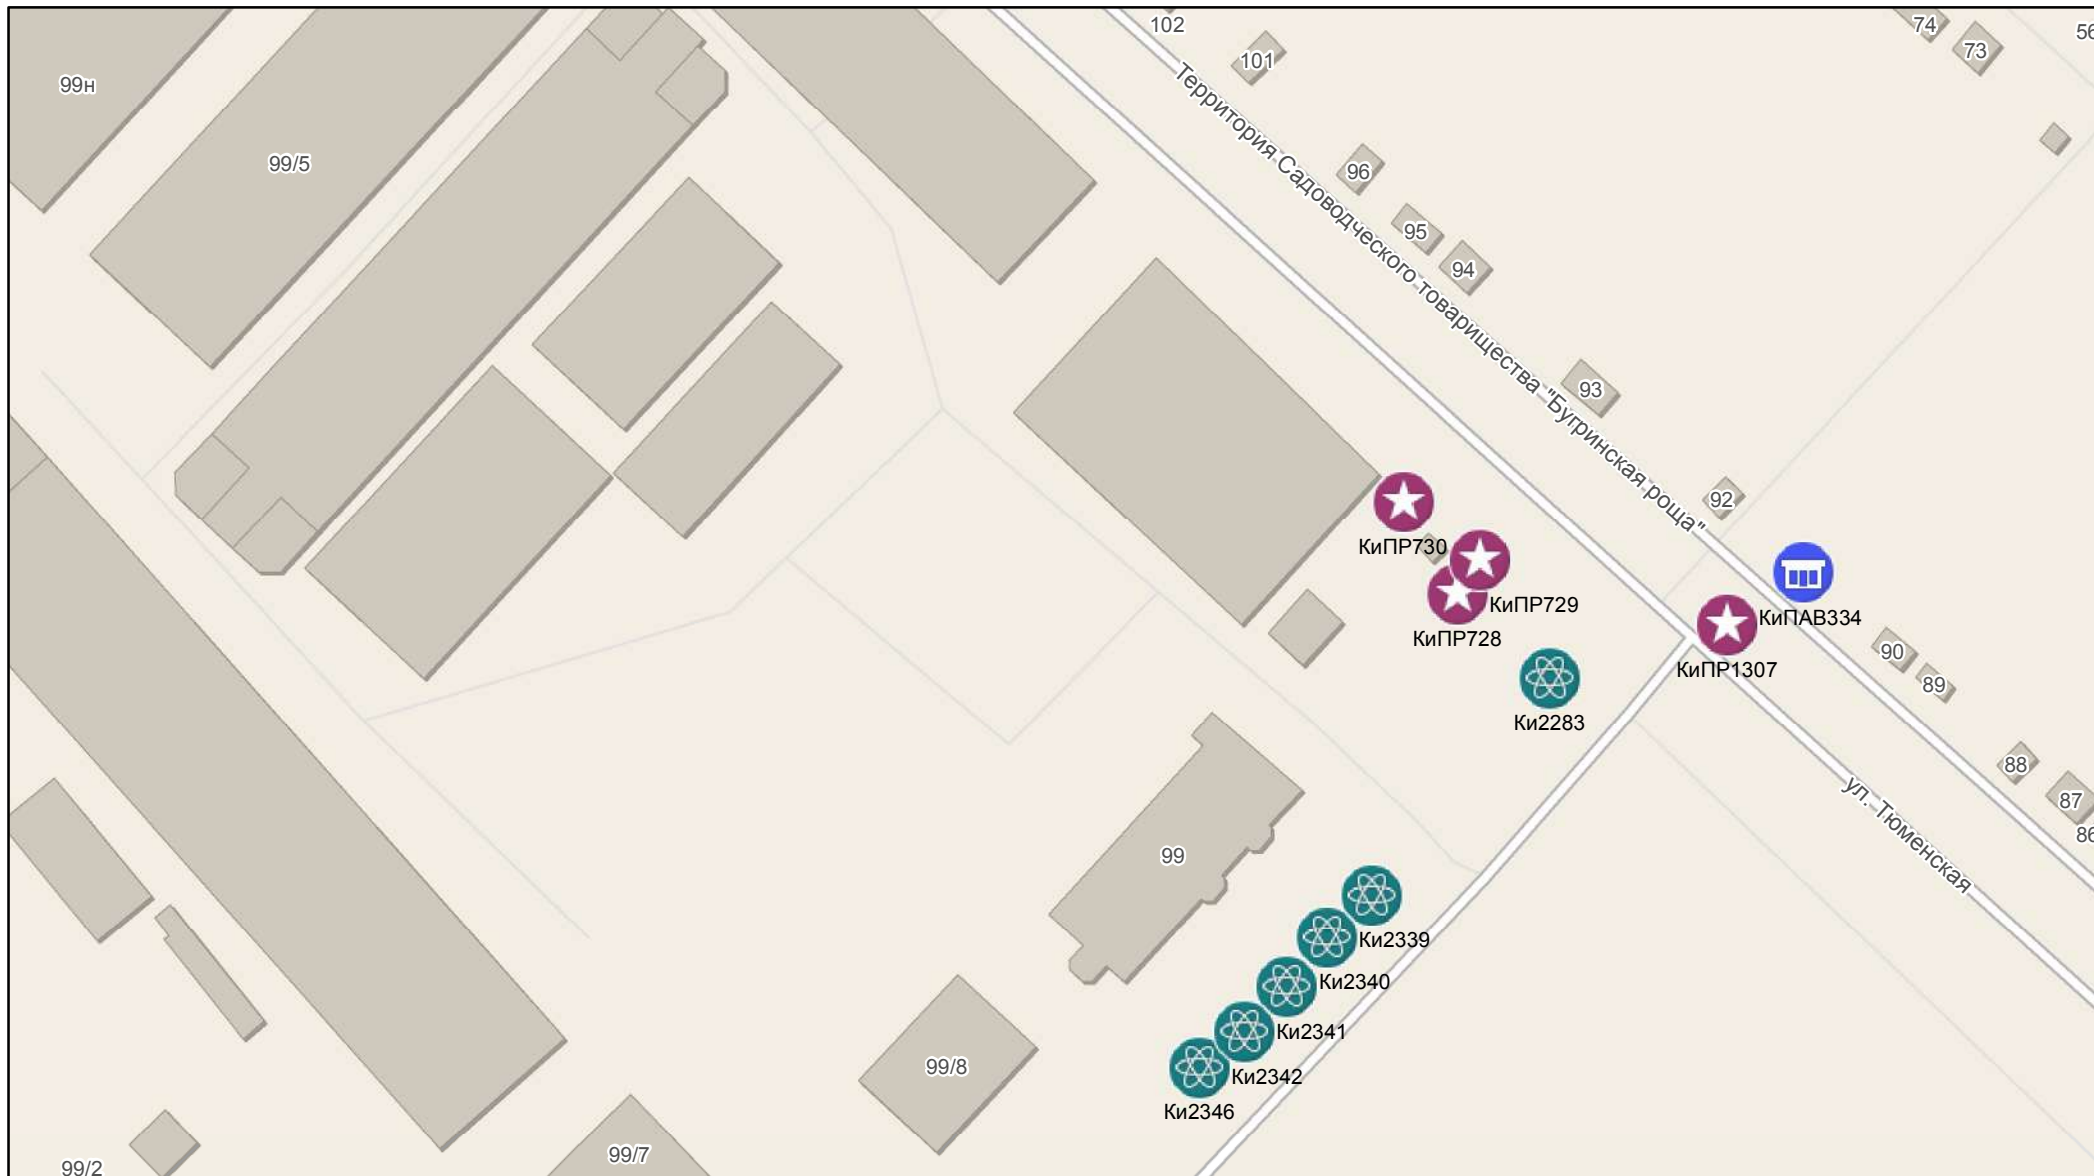 102
74
56
101
73
99н
Территория Садоводческого товарищества "Бугринская роща"
99/5
96
95
94
93
92
КиПР730
КиПР729
КиПАВ334
КиПР728
90
КиПР1307
89
Ки2283
88
ул. Тюменская
87
86
99
Ки2339
Ки2340
Ки2341
99/8
Ки2342
Ки2346
99/7
99/2